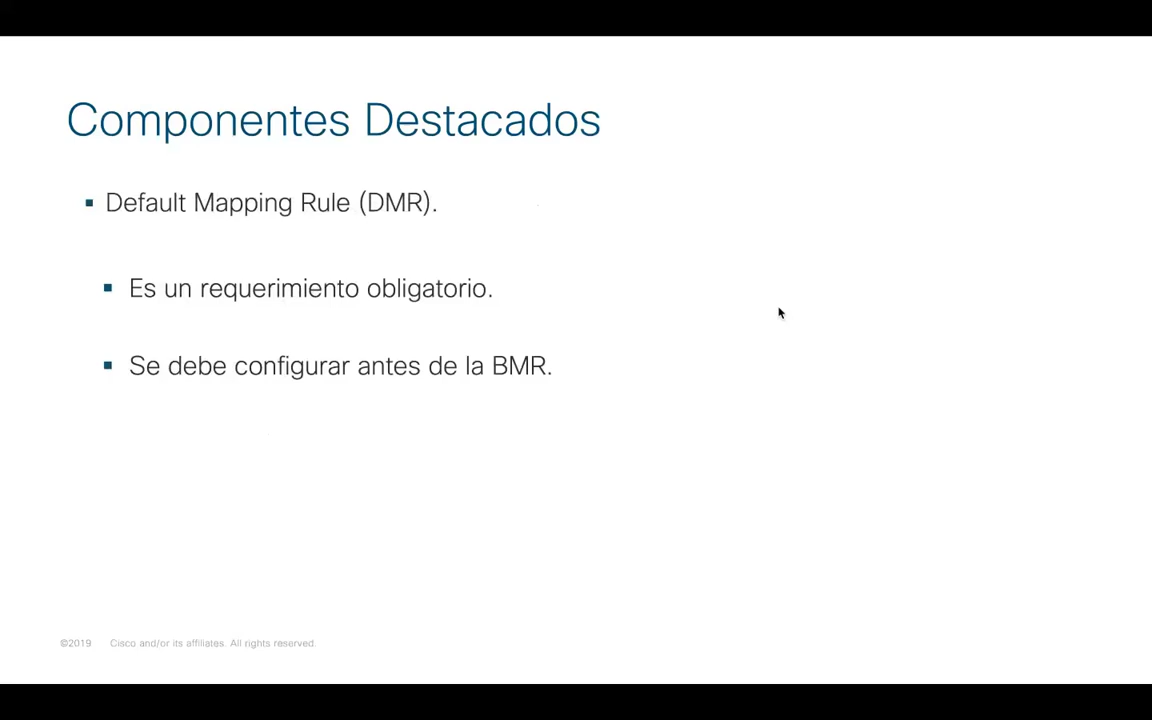 Componentes Destacados
▪ Default Mapping Rule (DMR).
▪ Es un requerimiento obligatorio.
▪ Se debe configurar antes de la BMR.
©2019 Cisco and/or its affiliates. All rights reserved.